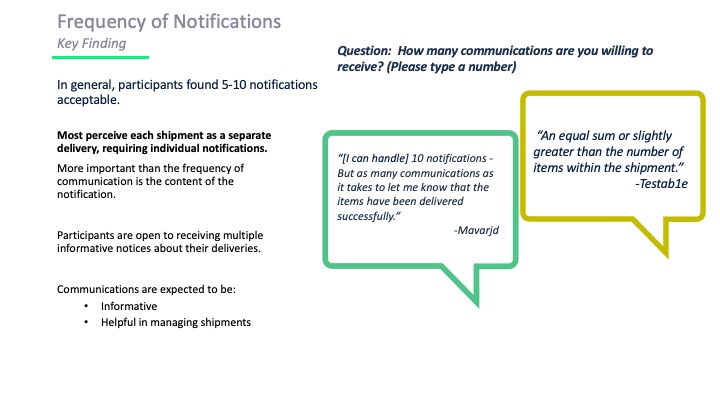 Frequency of Notifications
Key Finding
In general, participants found 5-10 notifications
acceptable.
Most perceive each shipment as a separate
delivery, requiring individual notifications.
More important than the frequency of
communication is the content of the
notification.
Participants are open to receiving multiple
informative notices about their deliveries.
Communications are expected to be:
• Informative
• Helpful in managing shipments
Question:  How many communications are you willing to
receive? (Please type a number)
“[I can handle] 10 notifications -
But as many communications as
it takes to let me know that the
items have been delivered
successfully.”
-Mavarjd
“An equal sum or slightly
greater than the number of
items within the shipment.”
-Testab1e